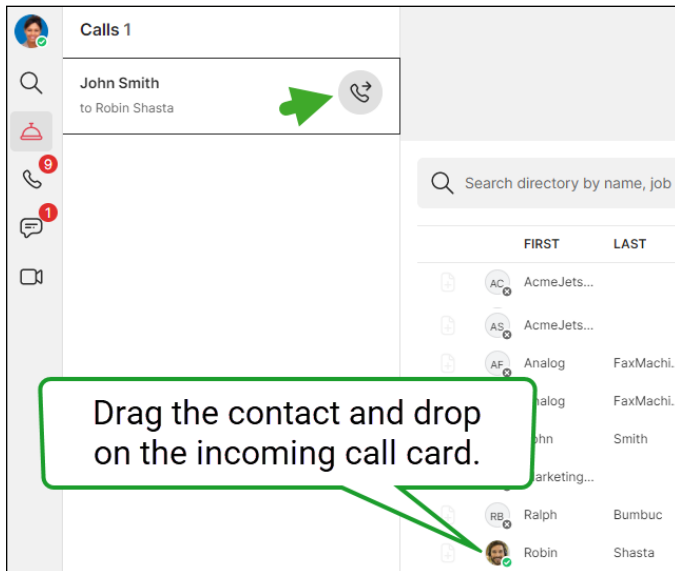 Calls 1
John Smith
to Robin Shasta
9
1
Search directory by name, job
FIRST LAST
AC AcmeJets...
AS AcmeJets...
AF Analog FaxMachi.
FaxMachi.
Smith
RB Ralph Bumbuc
Robin Shasta
Drag the contact and drop
on the incoming call card.